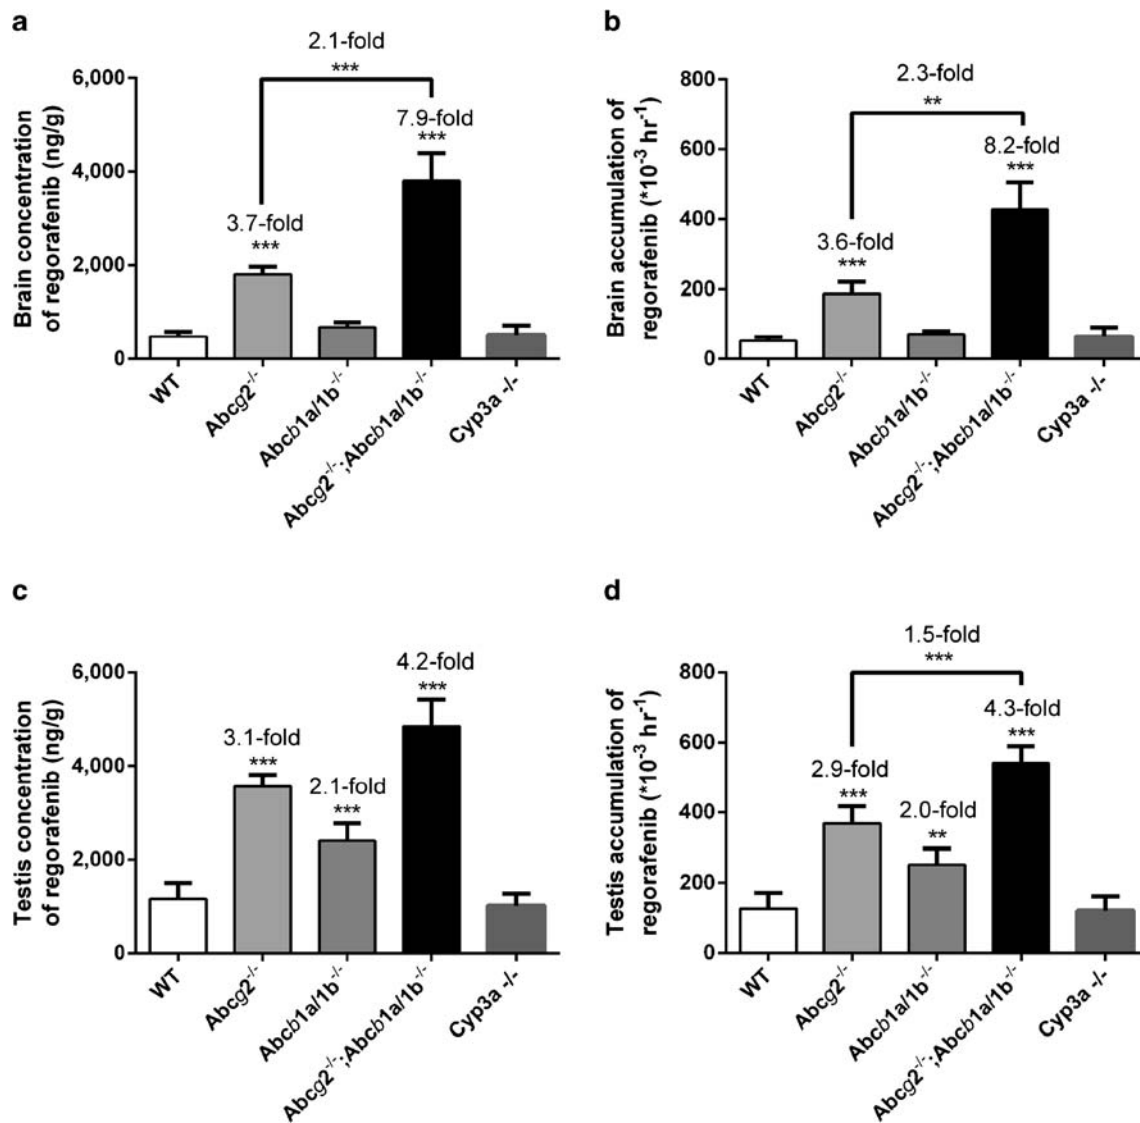 a
2.1-fold
***
6,000
7.9-fold
***
4,000
3.7-fold
***
2,000
0
Brain concentration
of regorafenib (ng/g)
WT
Abcg2-/-
Abcb1a/1b-/-
Abcg2-/-;Abcb1a/1b-/-
Cyp3a -/-
b
2.3-fold
**
800
8.2-fold
***
600
400
3.6-fold
***
200
0
Brain accumulation of
regorafenib (*10-3 hr-1)
WT
Abcg2-/-
Abcb1a/1b-/-
Abcg2-/-;Abcb1a/1b-/-
Cyp3a -/-
c
6,000
4.2-fold
***
3.1-fold
***
4,000
2.1-fold
***
2,000
0
Testis concentration
of regorafenib (ng/g)
WT
Abcg2-/-
Abcb1a/1b-/-
Abcg2-/-;Abcb1a/1b-/-
Cyp3a -/-
d
1.5-fold
***
800
4.3-fold
***
600
2.9-fold
***
400
2.0-fold
**
200
0
Testis accumulation of
regorafenib (*10-3 hr-1)
WT
Abcg2-/-
Abcb1a/1b-/-
Abcg2-/-;Abcb1a/1b-/-
Cyp3a -/-